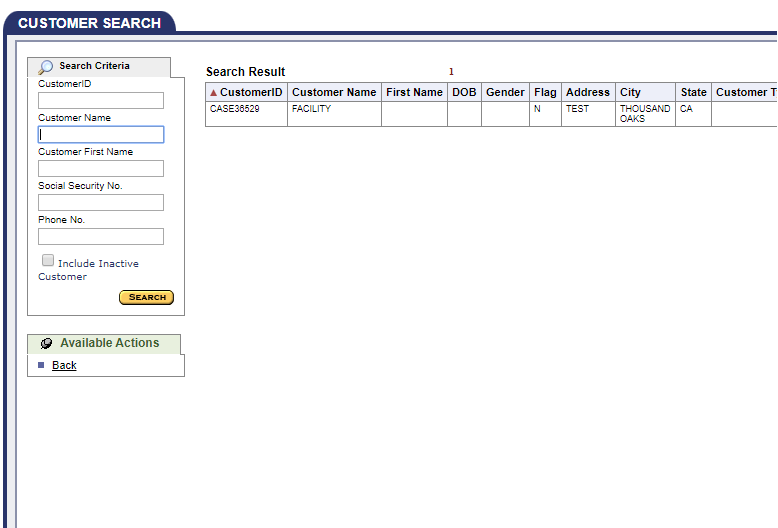 CUSTOMER SEARCH
Search Criteria
CustomerID
Customer Name
Customer First Name
Social Security No.
Phone No.
Include Inactive
Customer
SEARCH
Available Actions
Back
Search Result 1
CustomerID Customer Name First Name DOB Gender Flag Address City State Customer T
CASE36529 FACILITY N TEST THOUSAND CA
OAKS